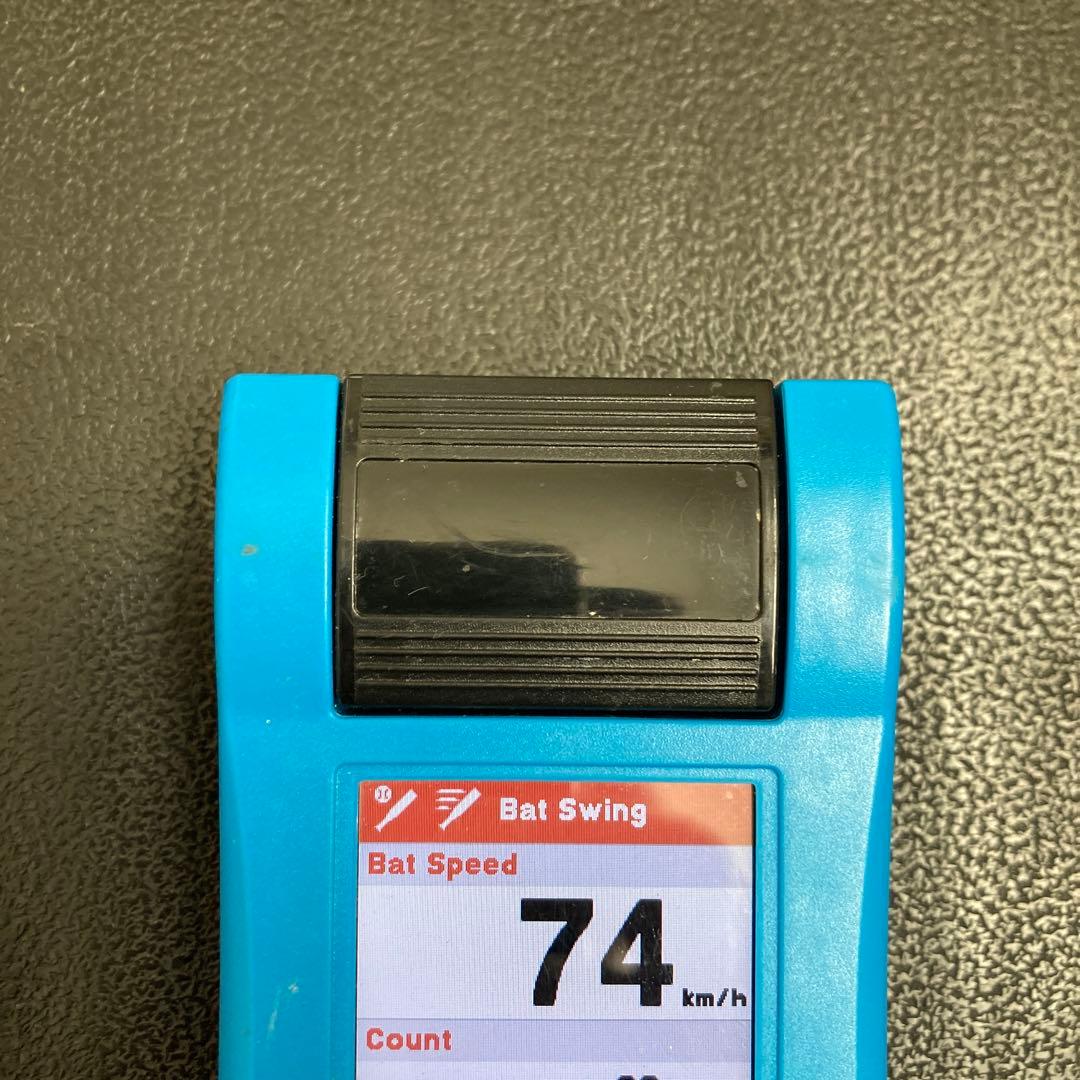 Bat Swing
Bat Speed
74 km/h
Count